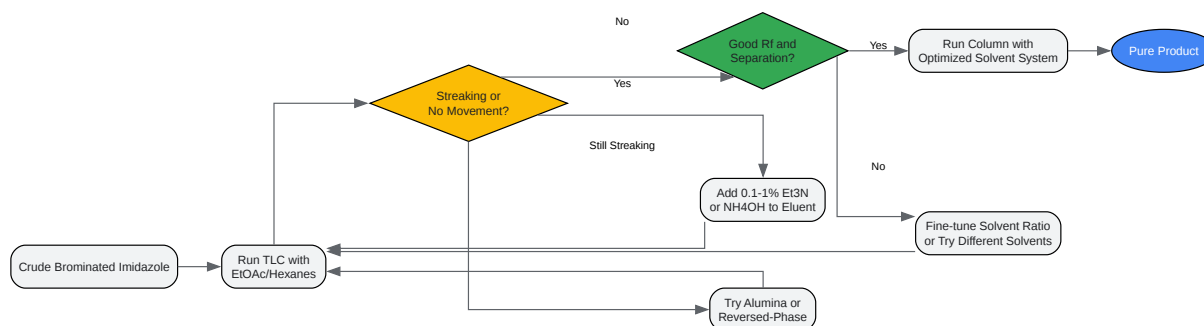 No
Good Rf and
Separation?
Yes
Run Column with
Optimized Solvent System
Pure Product
Streaking or
No Movement?
Yes
Still Streaking
No
Add 0.1-1% Et3N
or NH4OH to Eluent
Fine-tune Solvent Ratio
or Try Different Solvents
Crude Brominated Imidazole
Run TLC with
EtOAc/Hexanes
Try Alumina or
Reversed-Phase